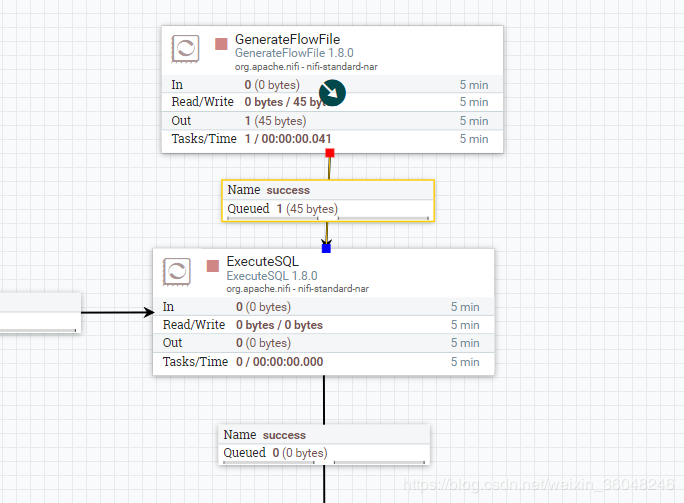 GenerateFlowFile
GenerateFlowFile 1.8.0
org.apache.nifi - nifi-standard-nar
In 0 (0 bytes) 5 min
Read/Write 0 bytes / 45 bytes 5 min
Out 1 (45 bytes) 5 min
Tasks/Time 1 / 00:00:00.041 5 min
Name success
Queued 1 (45 bytes)
ExecuteSQL
ExecuteSQL 1.8.0
org.apache.nifi - nifi-standard-nar
In 0 (0 bytes) 5 min
Read/Write 0 bytes / 0 bytes 5 min
Out 0 (0 bytes) 5 min
Tasks/Time 0 / 00:00:00.000 5 min
Name success
Queued 0 (0 bytes)
https://blog.csdn.net/weixin_36048246